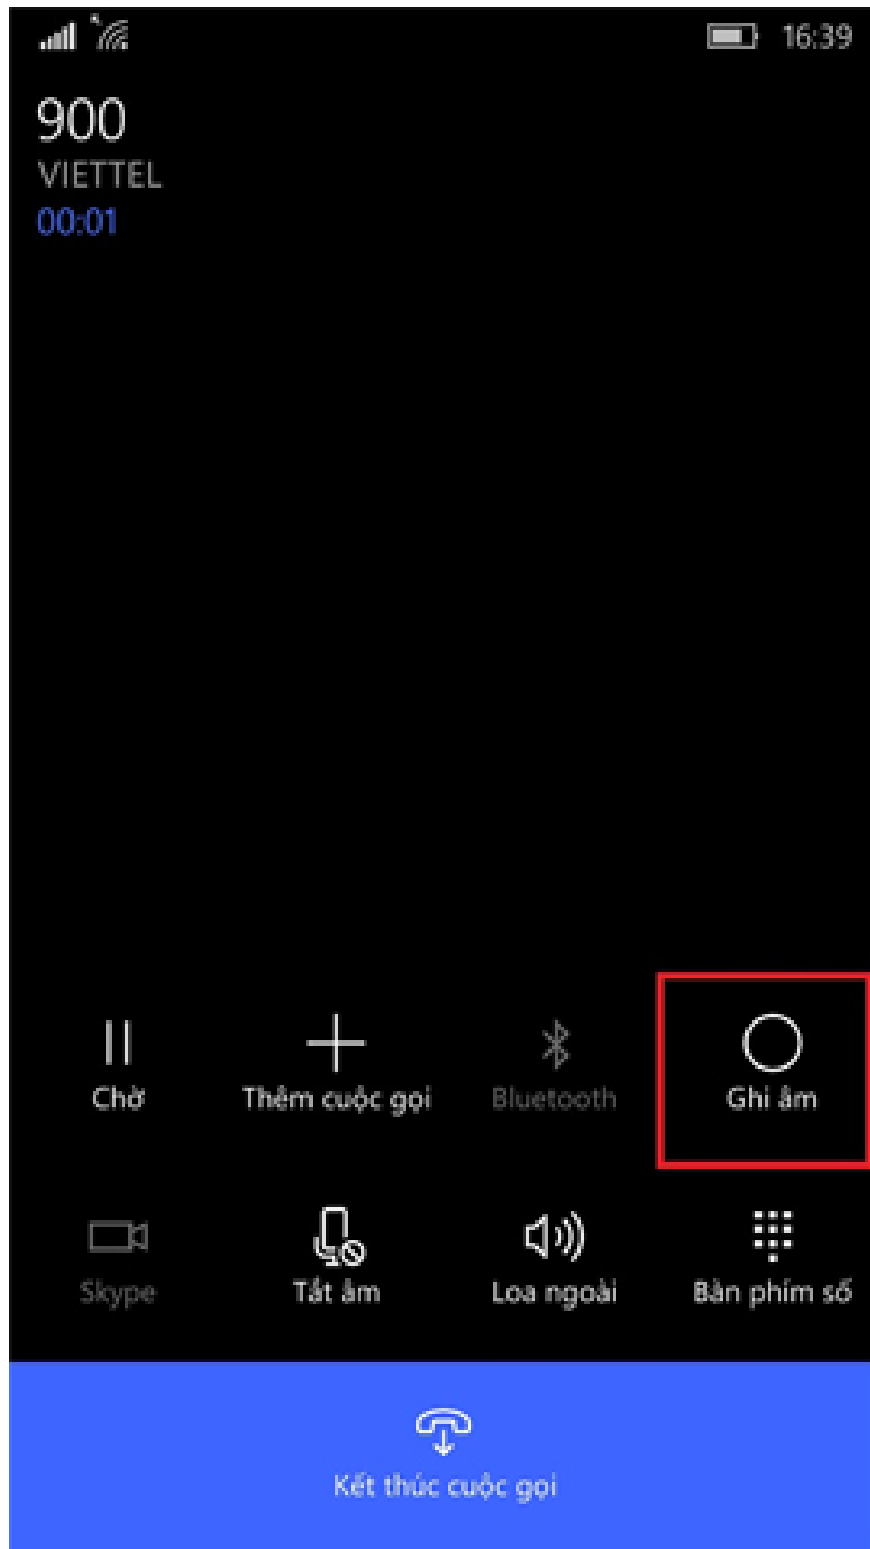 16:39
900
VIETTEL
00:01
Chờ
Thêm cuộc gọi
Bluetooth
Ghi âm
Skype
Tắt âm
Loa ngoài
Bàn phím số
Kết thúc cuộc gọi